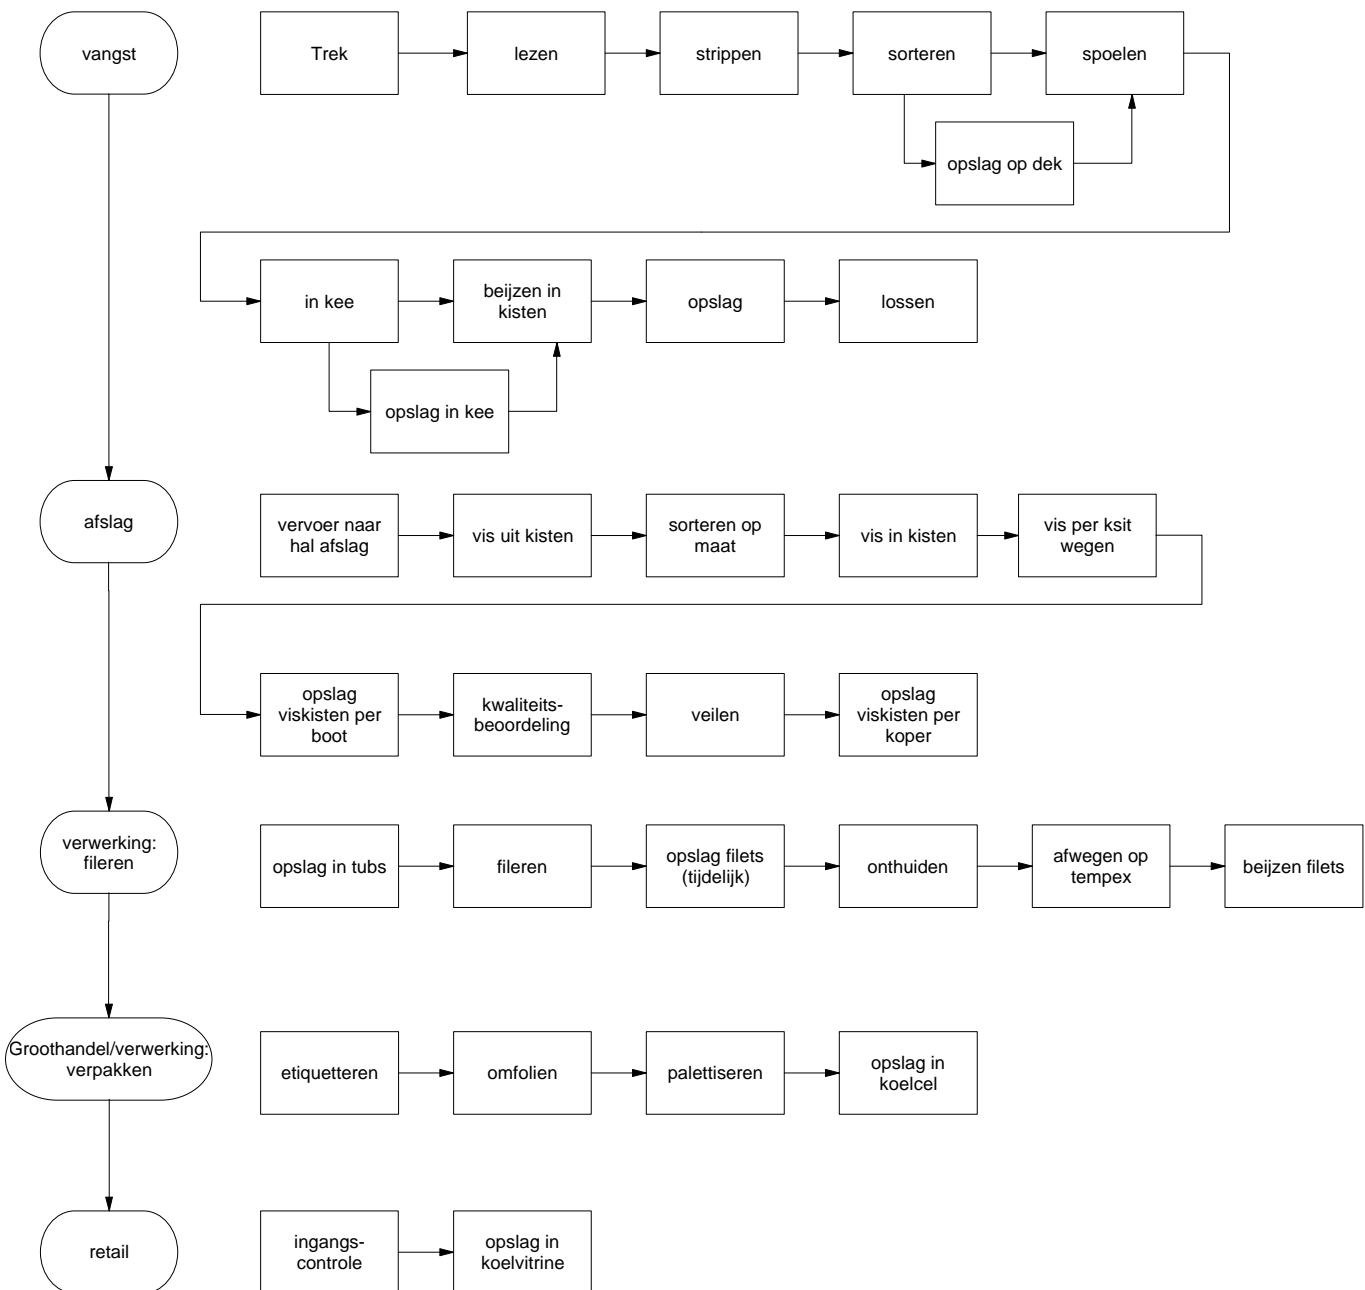 vangst
Trek
lezen
strippen
sorteren
spoelen
opslag op dek
in kee
beijzen in
kisten
opslag
lossen
opslag in kee
afslag
vervoer naar
hal afslag
vis uit kisten
sorteren op
maat
vis in kisten
vis per ksit
wegen
opslag
viskisten per
boot
kwaliteits-
beoordeling
veilen
opslag
viskisten per
koper
verwerking:
fileren
opslag in tubs
fileren
opslag filets
(tijdelijk)
onthuiden
afwegen op
tempex
beijzen filets
Groothandel/verwerking:
verpakken
etiquetteren
omfolien
palettiseren
opslag in
koelcel
retail
ingangs-
controle
opslag in
koelvitrine